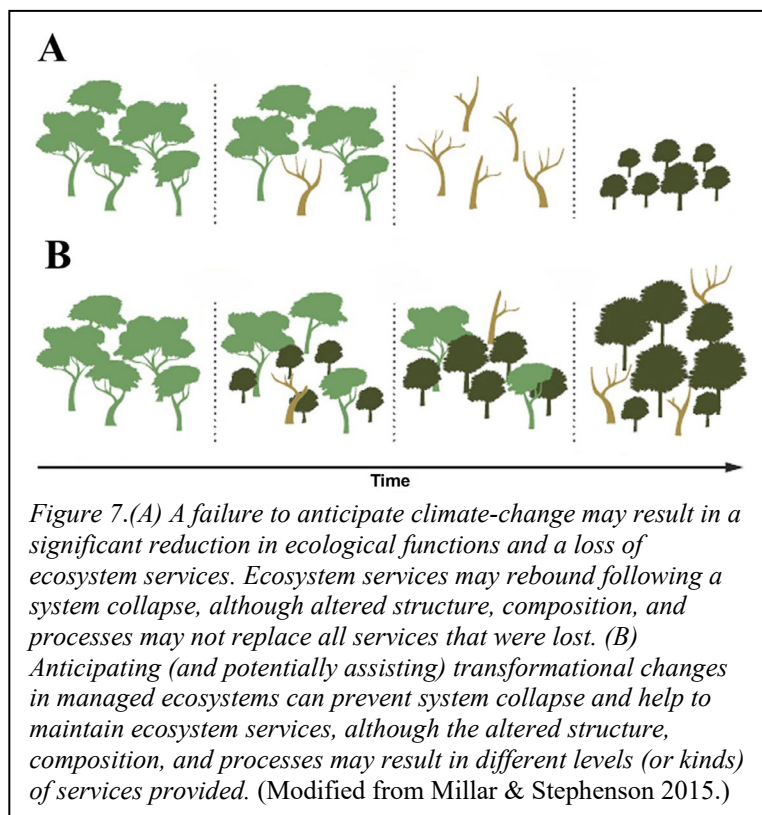 A
B
Time
Figure 7.(A) A failure to anticipate climate-change may result in a
significant reduction in ecological functions and a loss of
ecosystem services. Ecosystem services may rebound following a
system collapse, although altered structure, composition, and
processes may not replace all services that were lost. (B)
Anticipating (and potentially assisting) transformational changes
in managed ecosystems can prevent system collapse and help to
maintain ecosystem services, although the altered structure,
composition, and processes may result in different levels (or kinds)
of services provided. (Modified from Millar & Stephenson 2015.)